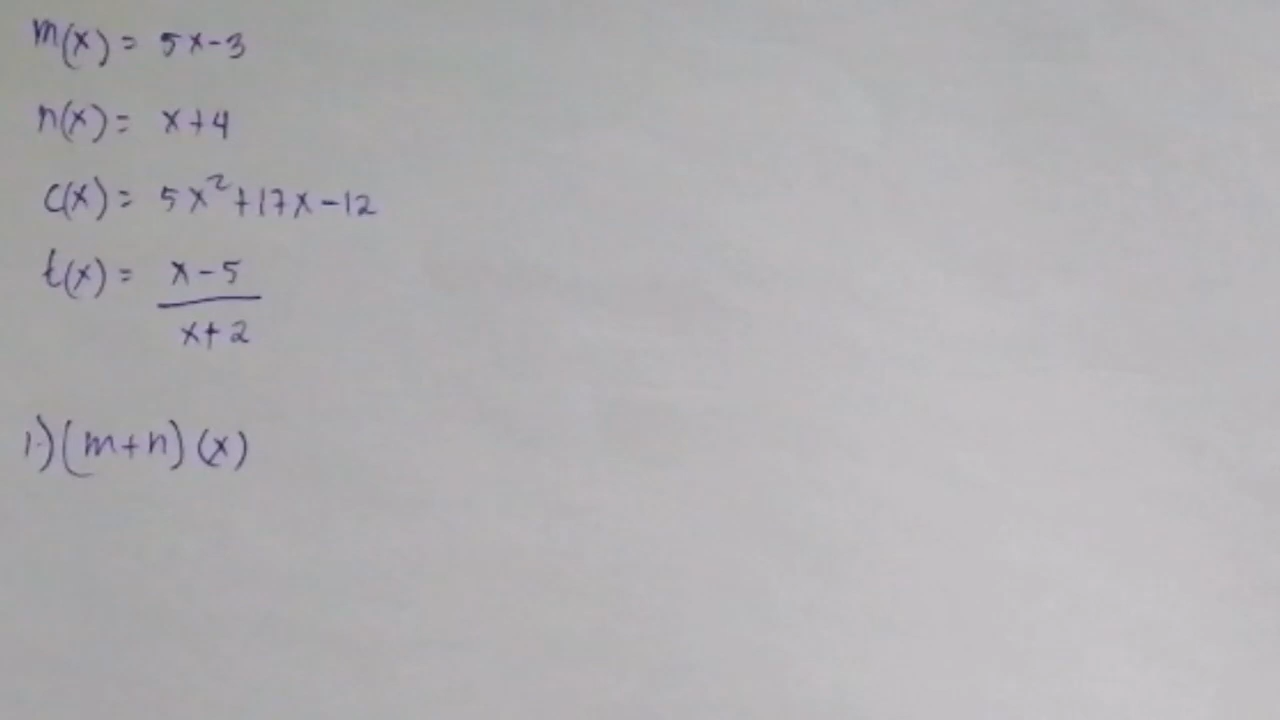 m(x) = 5x-3
n(x) = x+4
c(x) = 5x²+17x-12
t(x) = x-5
x+2
1.) (m+n) (x)